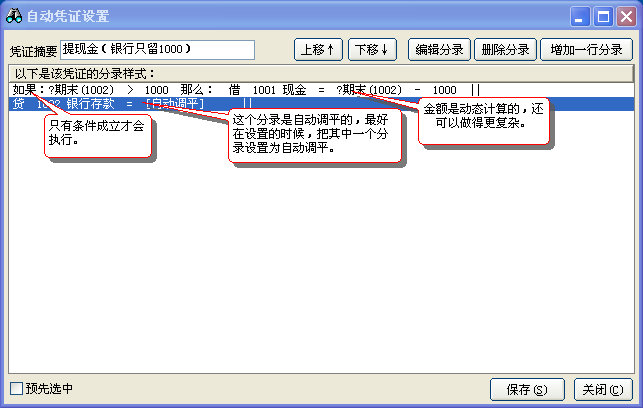 自动凭证设置
凭证摘要 提现金(银行只留1000) 上移↑ 下移↓ 编辑分录 删除分录 增加一行分录
以下是该凭证的分录样式:
如果:?期末(1002) > 1000 那么: 借 1001 现金 = ?期末(1002) - 1000 ||
贷 1002 银行存款 = [自动调平] ||
只有条件成立才会
执行。
这个分录是自动调平的,最好
在设置的时候,把其中一个分
录设置为自动调平。
金额是动态计算的,还
可以做得更复杂。
预先选中 保存(S) 关闭(C)